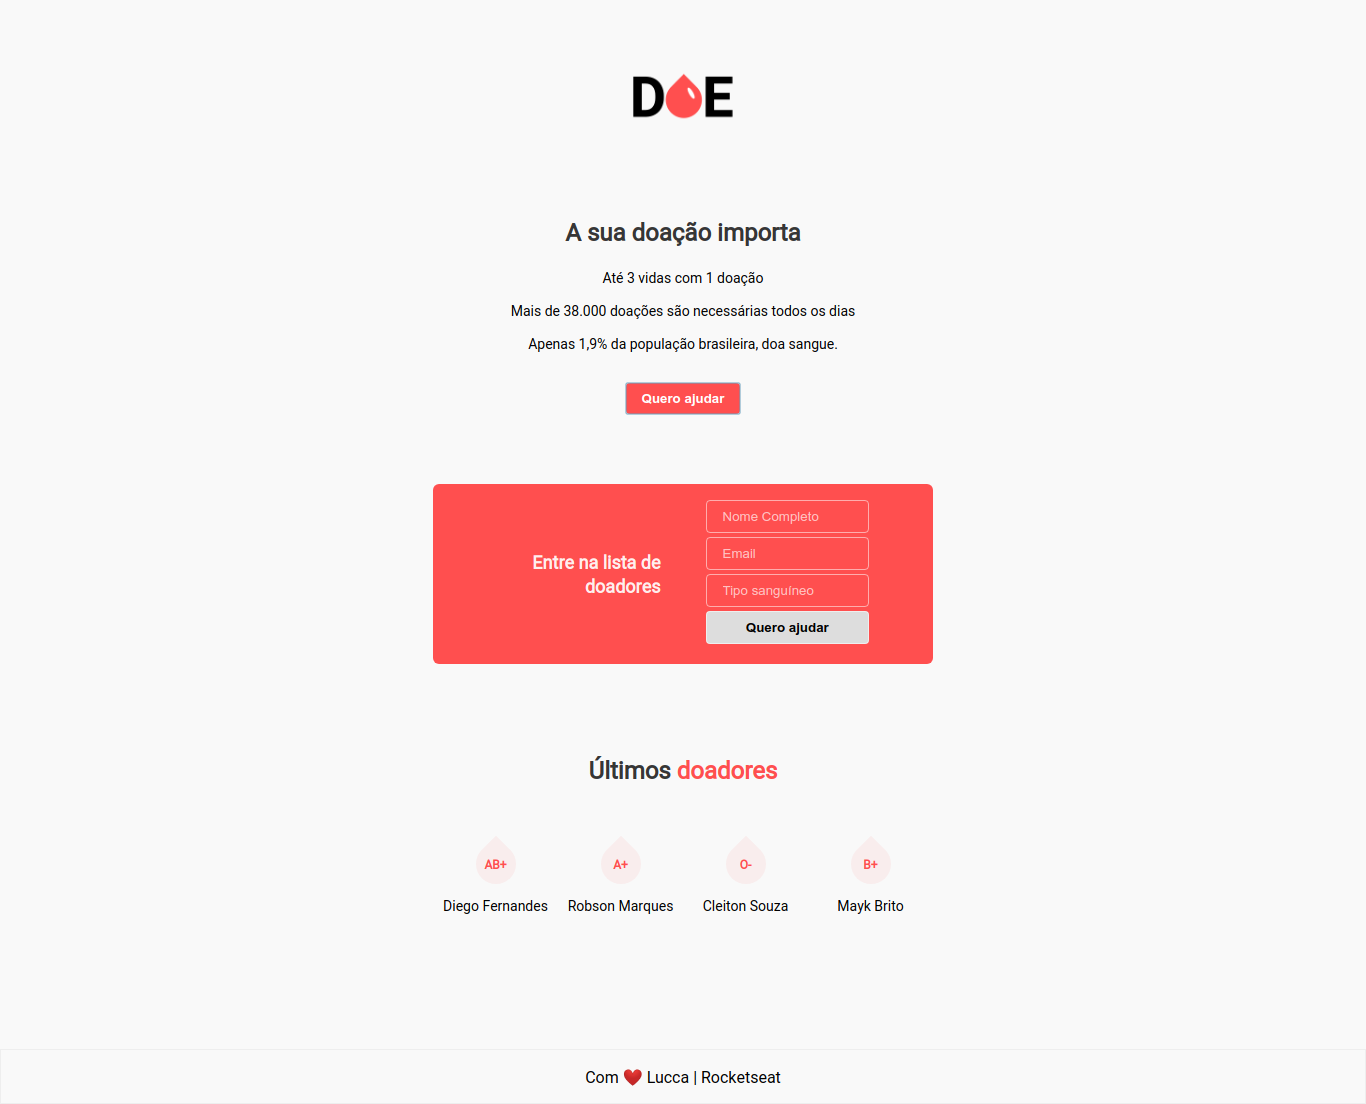 DOE
A sua doação importa
Até 3 vidas com 1 doação
Mais de 38.000 doações são necessárias todos os dias
Apenas 1,9% da população brasileira, doa sangue.
Quero ajudar
Entre na lista de
doadores
Nome Completo
Email
Tipo sanguíneo
Quero ajudar
Últimos doadores
AB+ A+ O- B+
Diego Fernandes Robson Marques Cleiton Souza Mayk Brito
Com ❤️ Lucca | Rocketseat